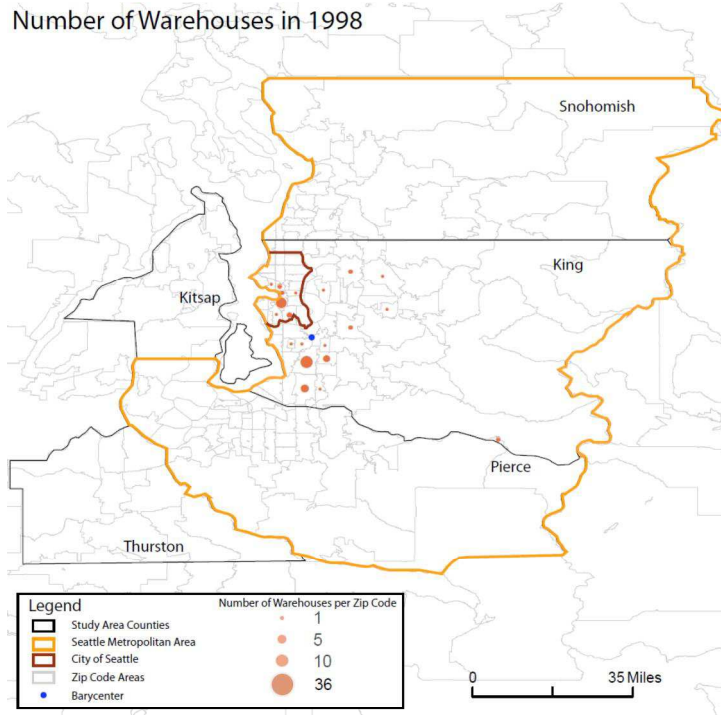 Number of Warehouses in 1998
Snohomish
King
Kitsap
Pierce
Thurston
Legend
Study Area Counties
Seattle Metropolitan Area
City of Seattle
Zip Code Areas
Barycenter
Number of Warehouses per Zip Code
1
5
10
36
0 35 Miles